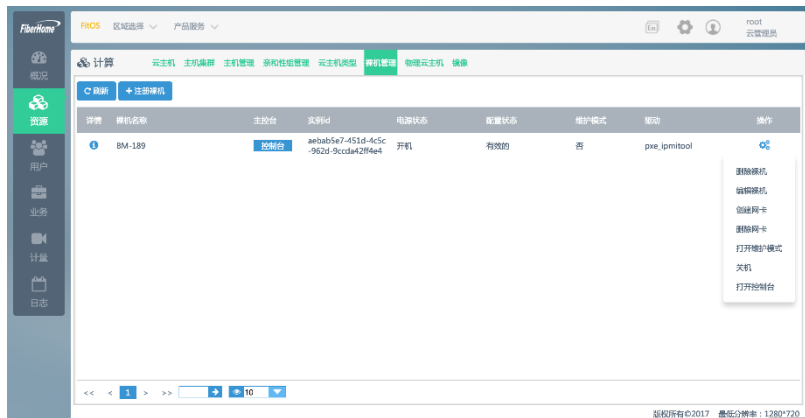 FiberHome
FitOS 区域选择 产品服务
En
root
云管理员
概况
资源
用户
业务
计量
日志
计算 云主机 主机集群 主机管理 亲和性组管理 云主机类型 裸机管理 物理云主机 镜像
刷新 + 注册裸机
详情 裸机名称 主控台 实例id 电源状态 配置状态 维护模式 驱动 操作
BM-189 控制台 aebab5e7-451d-4c5c
-962d-9ccda42ff4e4 开机 有效的 否 pxe_ipmitool
删除裸机
编辑裸机
创建网卡
删除网卡
打开维护模式
关机
打开控制台
<< < 1 > >> 10
版权所有©2017 最低分辨率：1280*720